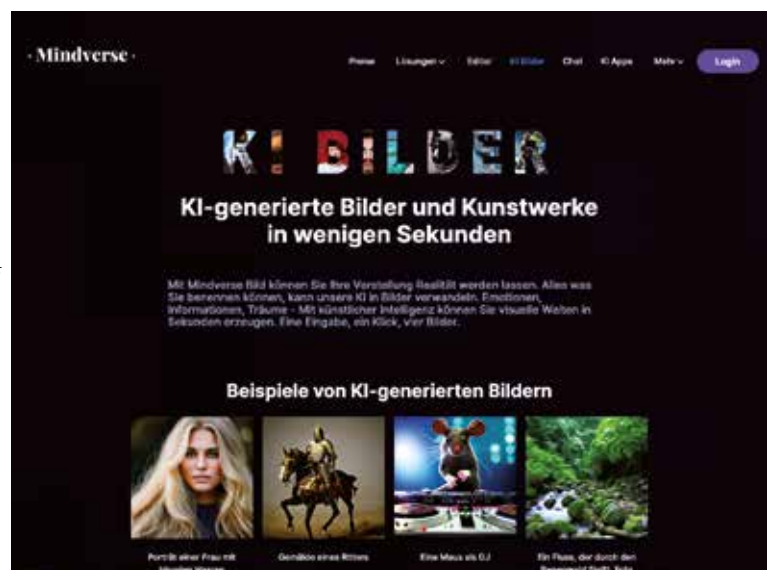 · Mindverse ·
Preise Lösungen Editor KI Bilder Chat KI Apps Mehr Login
KI BILDER
KI-generierte Bilder und Kunstwerke
in wenigen Sekunden
Mit Mindverse Bild können Sie Ihre Vorstellung Realität werden lassen. Alles was
Sie benennen können, kann unsere KI in Bilder verwandeln. Emotionen,
Informationen, Träume - Mit künstlicher Intelligenz können Sie visuelle Welten in
Sekunden erzeugen. Eine Eingabe, ein Klick, vier Bilder.
Beispiele von KI-generierten Bildern
Porträt einer Frau mit
Gemälde eines Ritters
Eine Maus als DJ
Ein Fluss, der durch den